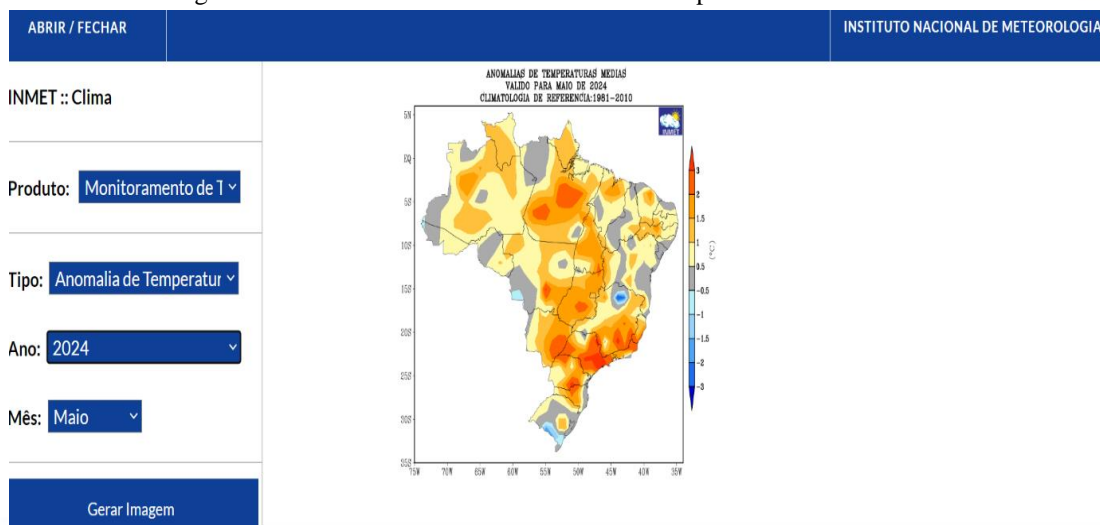 ABRIR / FECHAR
INSTITUTO NACIONAL DE METEOROLOGIA
INMET :: Clima
Produto: Monitoramento de T
Tipo: Anomalia de Temperatur
Ano: 2024
Mês: Maio
Gerar Imagem
ANOMALIAS DE TEMPERATURAS MEDIAS
VALIDO PARA MAIO DE 2024
CLIMATOLOGIA DE REFERENCIA:1981-2010
INMET
5N
EQ
5S
10S
15S
20S
25S
30S
35S
75W 70W 65W 60W 55W 50W 45W 40W 35W
3
2
1.5
1
0.5
-0.5
-1
-1.5
-2
-3
(°C)